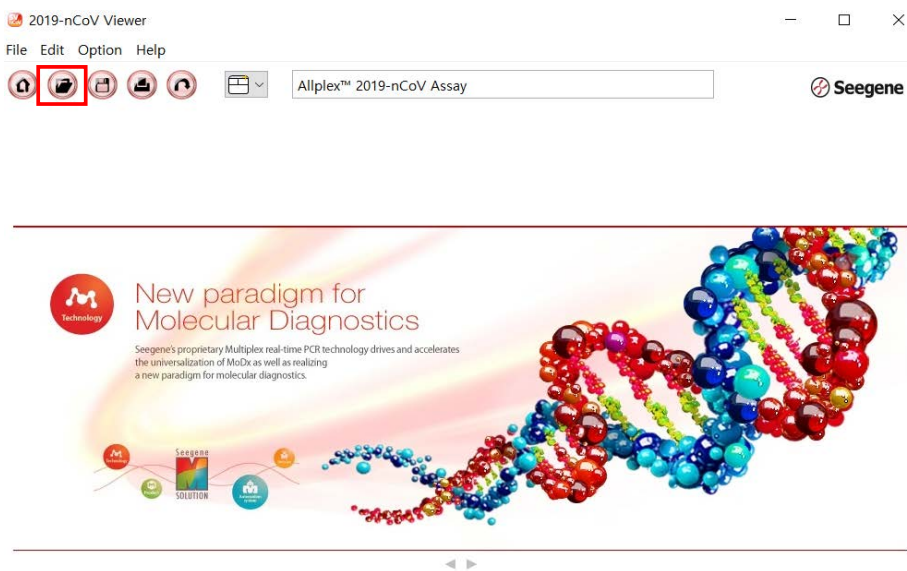 2019-nCoV Viewer
File Edit Option Help
Allplex™ 2019-nCoV Assay
Seegene
Technology
New paradigm for
Molecular Diagnostics
Seegene's proprietary Multiplex real-time PCR technology drives and accelerates
the universalization of MoDx as well as realizing
a new paradigm for molecular diagnostics.
Technology
Seegene
SOLUTION
Product